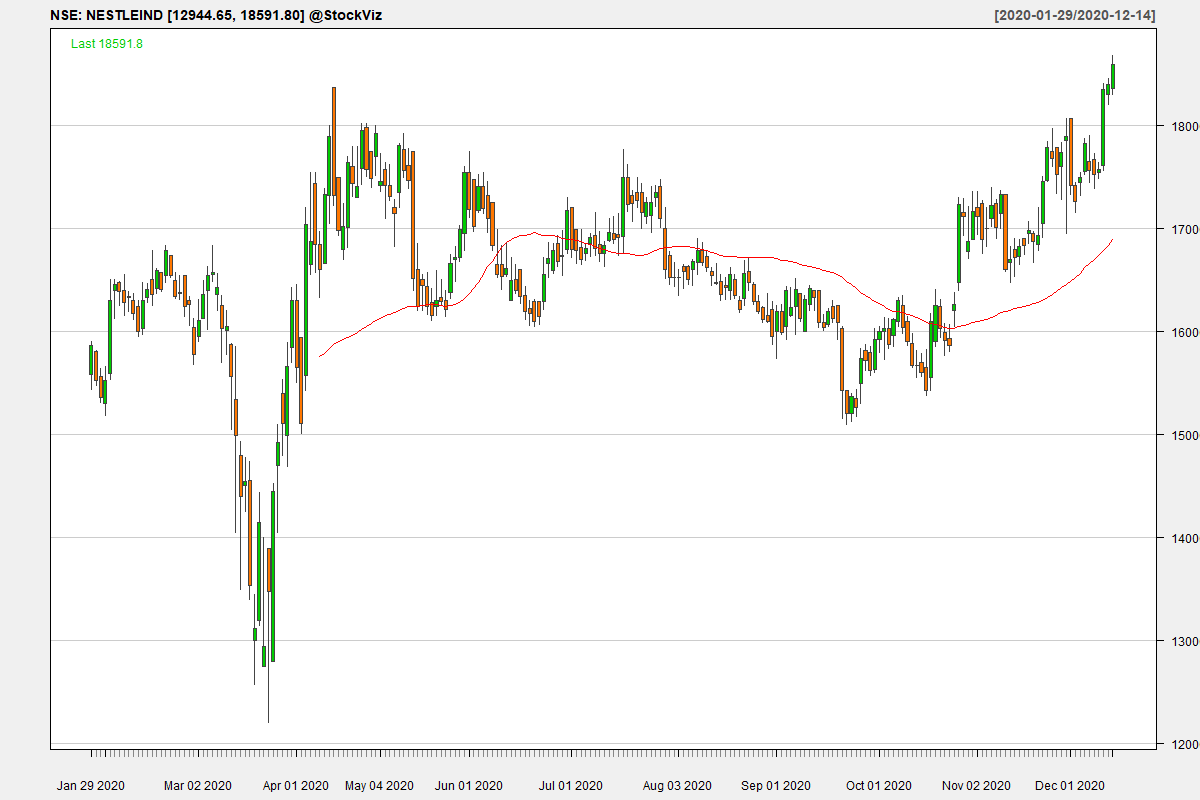 NSE: NESTLEIND [12944.65, 18591.80] @StockViz [2020-01-29/2020-12-14]
Last 18591.8
1800
1700
1600
1500
1400
1300
1200
Jan 29 2020 Mar 02 2020 Apr 01 2020 May 04 2020 Jun 01 2020 Jul 01 2020 Aug 03 2020 Sep 01 2020 Oct 01 2020 Nov 02 2020 Dec 01 2020